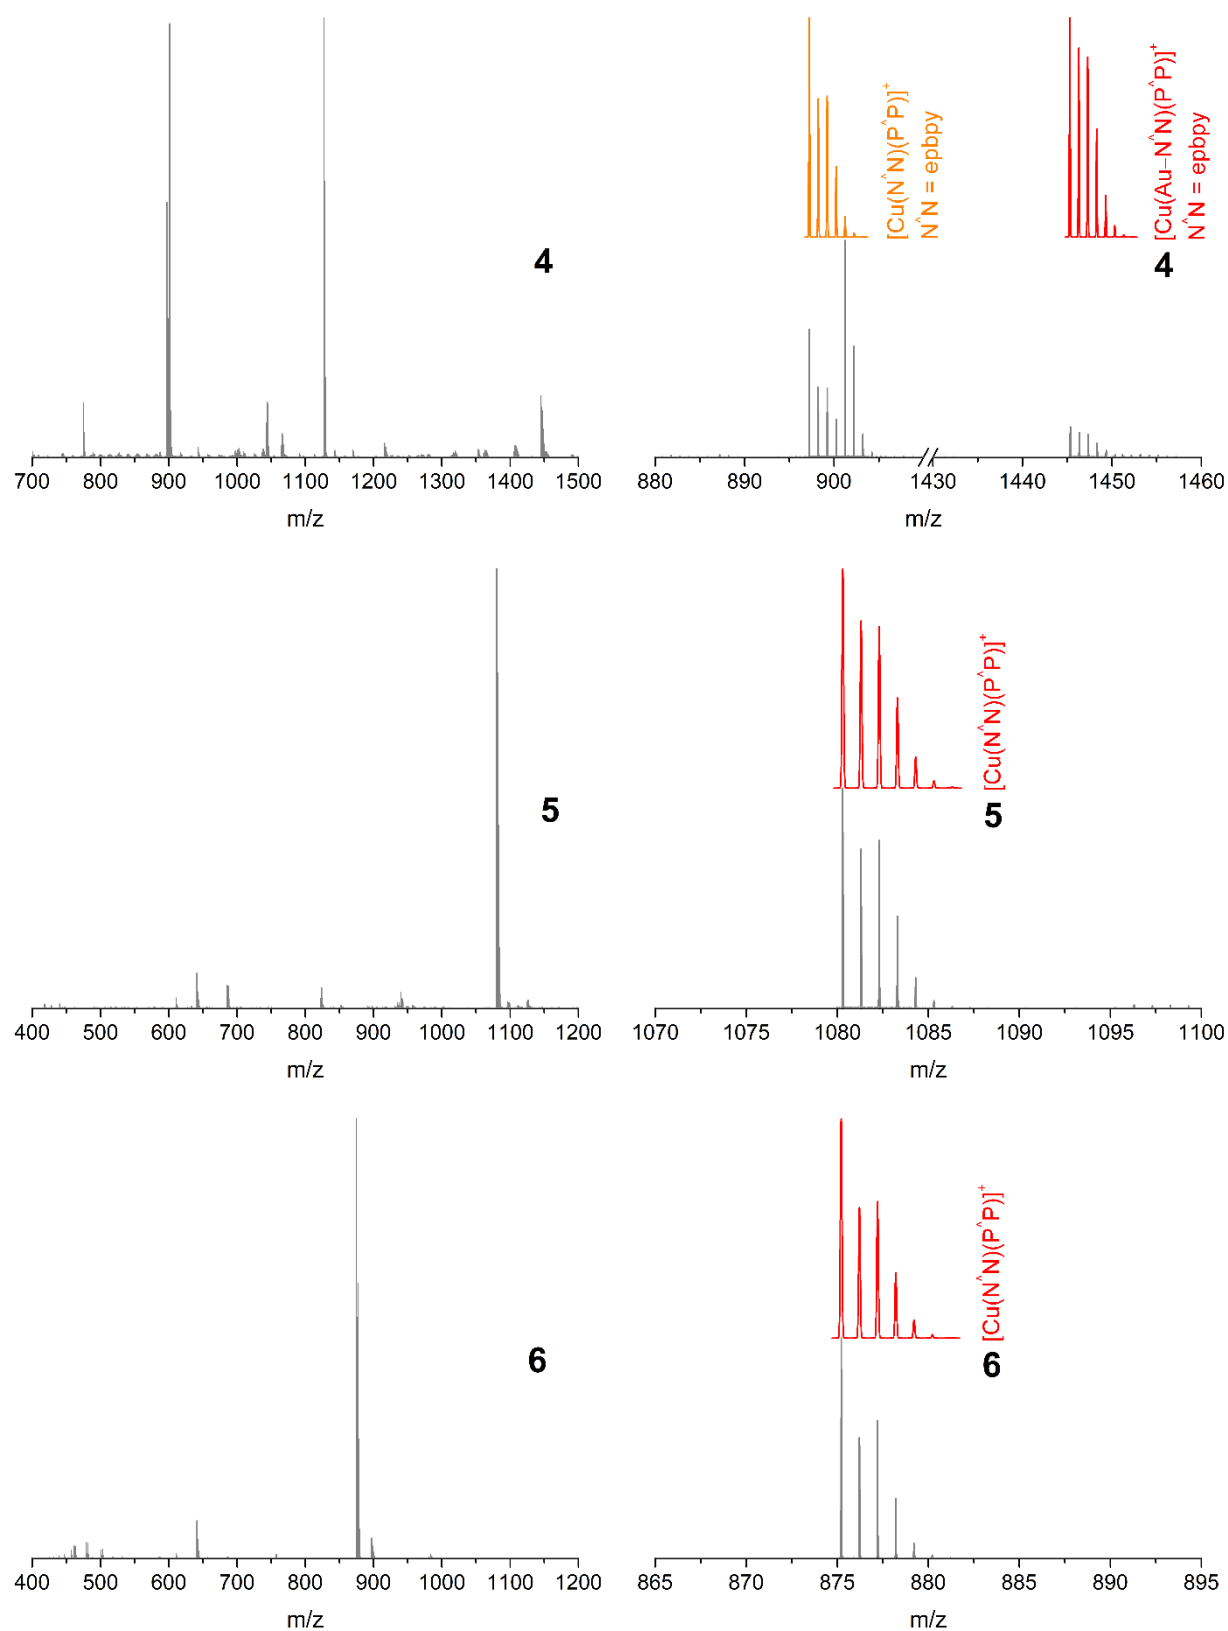 4
700 800 900 1000 1100 1200 1300 1400 1500
m/z
[Cu(N^N)(P^P)]+
N^N = epbpy
[Cu(Au–N^N)(P^P)]+
N^N = epbpy
4
880 890 900 1430 1440 1450 1460
m/z
5
400 500 600 700 800 900 1000 1100 1200
m/z
[Cu(N^N)(P^P)]+
5
1070 1075 1080 1085 1090 1095 1100
m/z
6
400 500 600 700 800 900 1000 1100 1200
m/z
[Cu(N^N)(P^P)]+
6
865 870 875 880 885 890 895
m/z